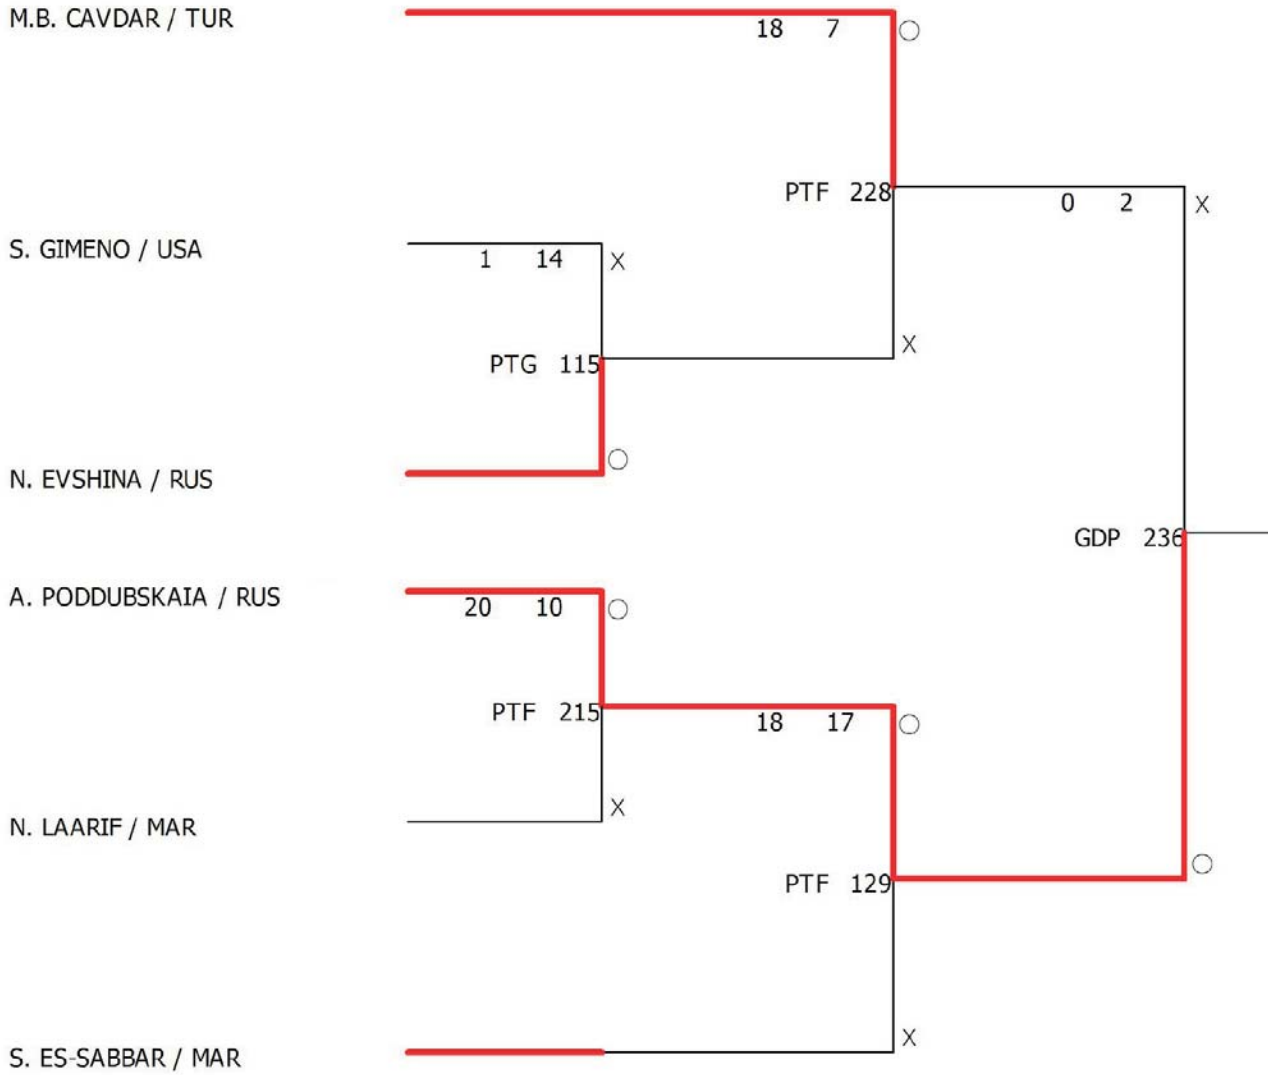 M.B. CAVDAR / TUR
18 7 ○
PTF 228
0 2 X
S. GIMENO / USA
1 14 X
X
PTG 115
○
N. EVSHINA / RUS
GDP 236
A. PODDUBSKAIA / RUS
20 10 ○
PTF 215
18 17 ○
X
N. LAARIF / MAR
○
PTF 129
X
S. ES-SABBAR / MAR